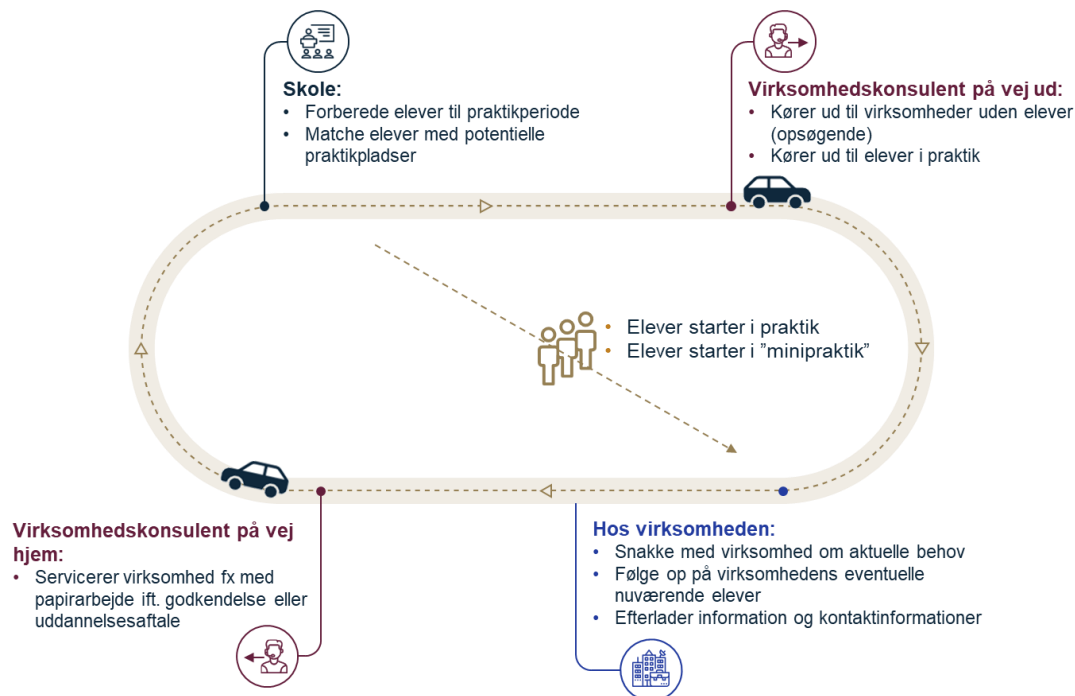 Skole:
• Forberede elever til praktikperiode
• Matche elever med potentielle
praktikpladser
Virksomhedskonsulent på vej ud:
• Kører ud til virksomheder uden elever
(opsøgende)
• Kører ud til elever i praktik
• Elever starter i praktik
• Elever starter i ”minipraktik”
Virksomhedskonsulent på vej
hjem:
• Servicerer virksomhed fx med
papirarbejde ift. godkendelse eller
uddannelsesaftale
Hos virksomheden:
• Snakke med virksomhed om aktuelle behov
• Følge op på virksomhedens eventuelle
nuværende elever
• Efterlader information og kontaktinformationer